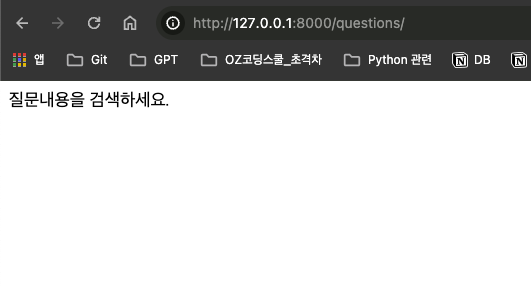 http://127.0.0.1:8000/questions/
앱 Git GPT OZ코딩스쿨_초격차 Python 관련 DB
질문내용을 검색하세요.